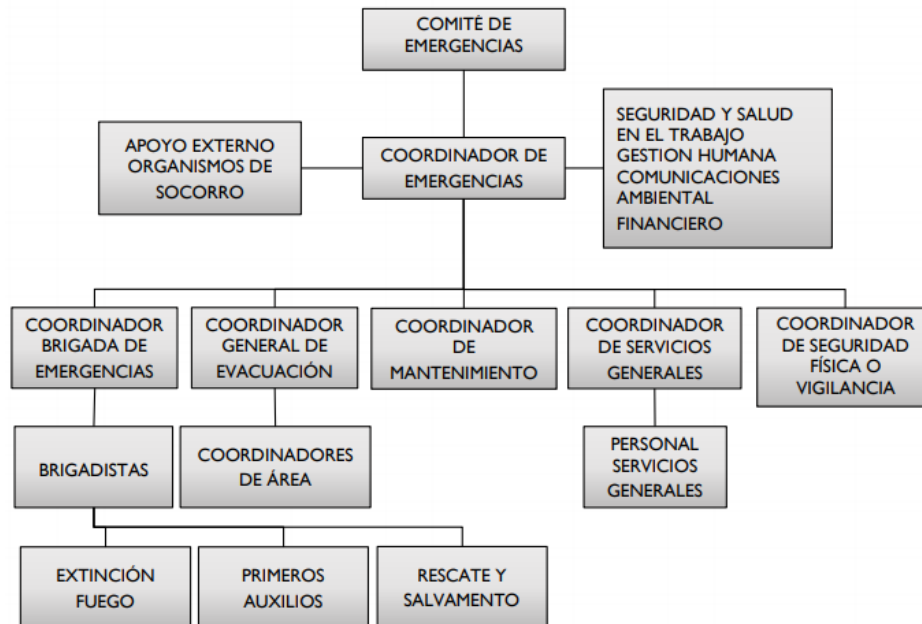 COMITÉ DE
EMERGENCIAS
APOYO EXTERNO
ORGANISMOS DE
SOCORRO
COORDINADOR DE
EMERGENCIAS
SEGURIDAD Y SALUD
EN EL TRABAJO
GESTION HUMANA
COMUNICACIONES
AMBIENTAL
FINANCIERO
COORDINADOR
BRIGADA DE
EMERGENCIAS
COORDINADOR
GENERAL DE
EVACUACIÓN
COORDINADOR
DE
MANTENIMIENTO
COORDINADOR
DE SERVICIOS
GENERALES
COORDINADOR
DE SEGURIDAD
FÍSICA O
VIGILANCIA
BRIGADISTAS
COORDINADORES
DE ÁREA
PERSONAL
SERVICIOS
GENERALES
EXTINCIÓN
FUEGO
PRIMEROS
AUXILIOS
RESCATE Y
SALVAMENTO